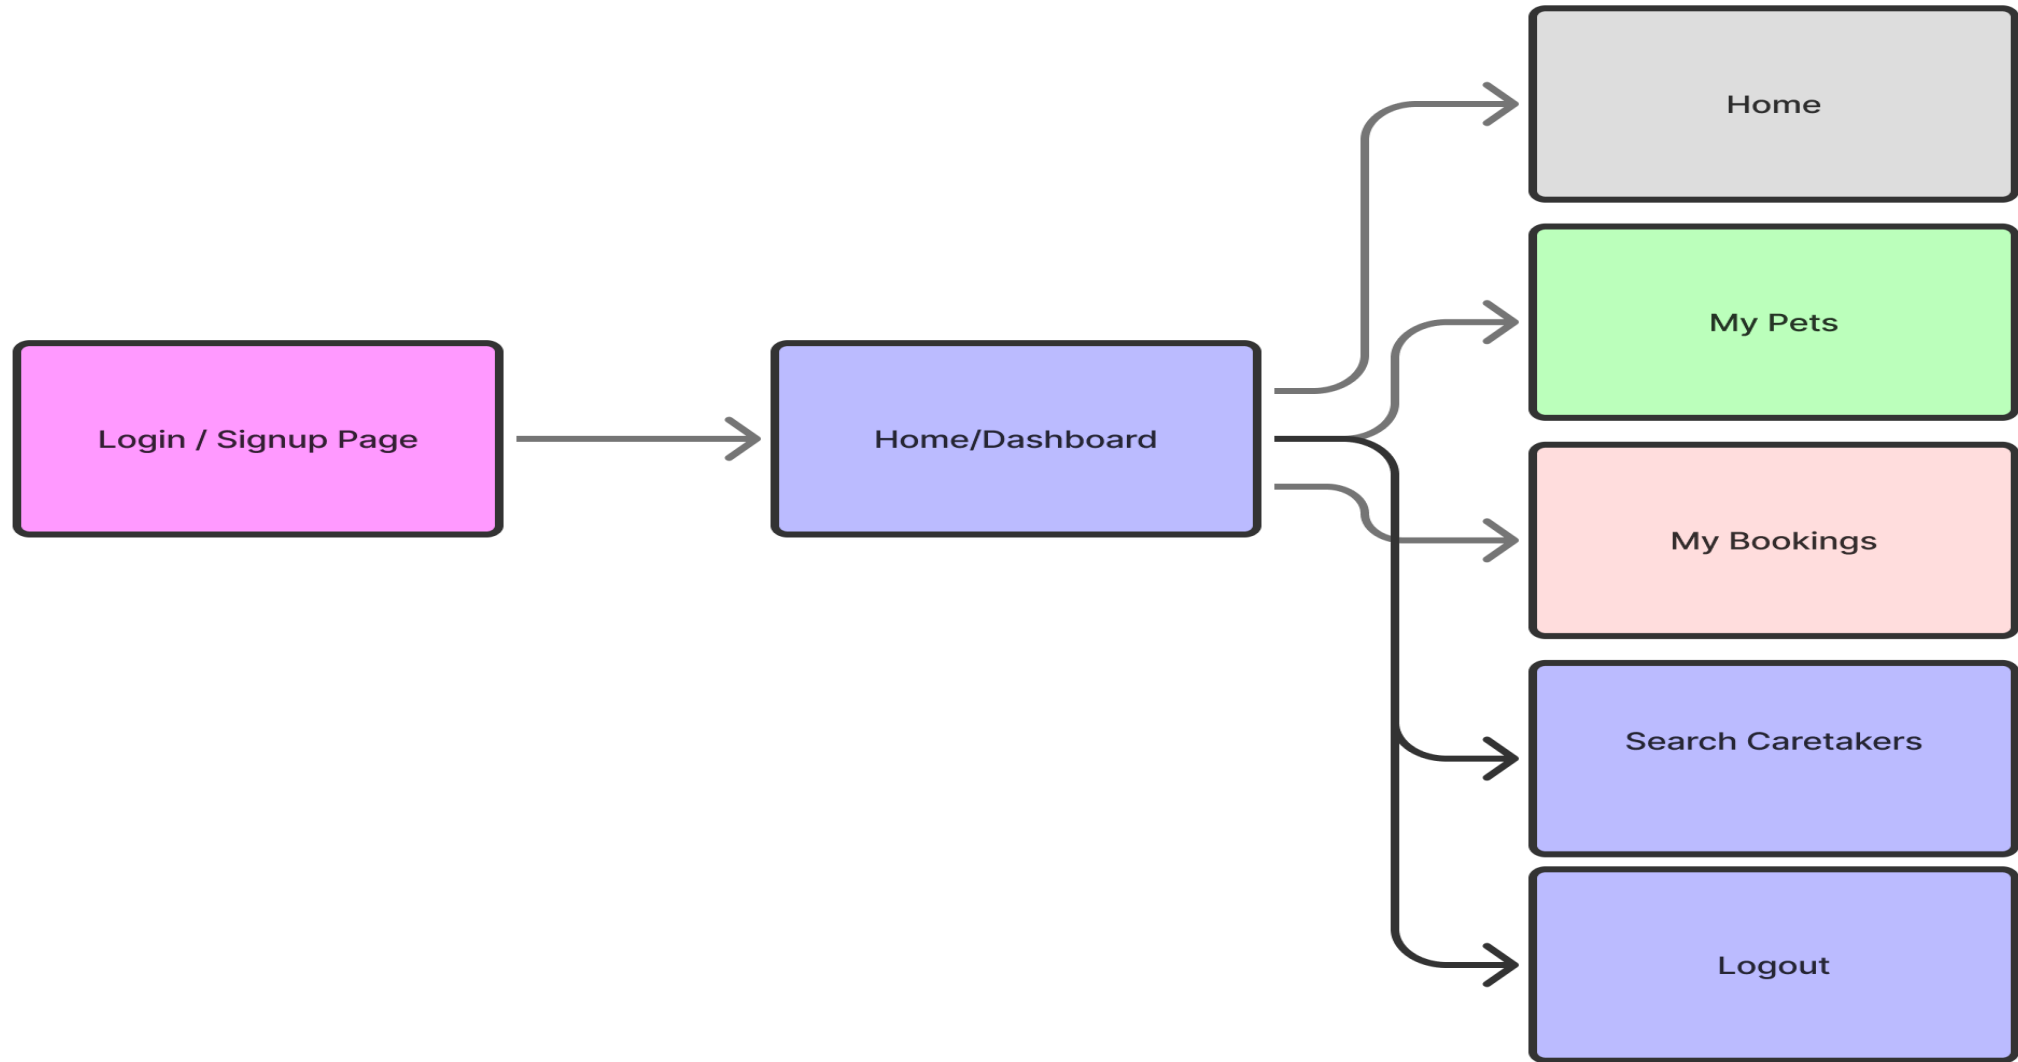 Login / Signup Page
Home/Dashboard
Home
My Pets
My Bookings
Search Caretakers
Logout